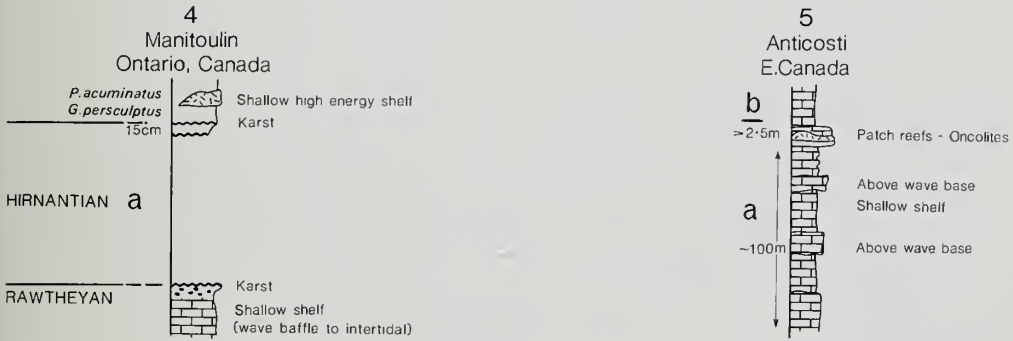 4
Manitoulin
Ontario, Canada
P.acuminatus
G.persculptus
15cm
Shallow high energy shelf
Karst
HIRNANTIAN a
RAWTHEYAN
Karst
Shallow shelf
(wave baffle to intertidal)
5
Anticosti
E.Canada
b
>2·5m
Patch reefs - Oncolites
a
Above wave base
Shallow shelf
~100m
Above wave base